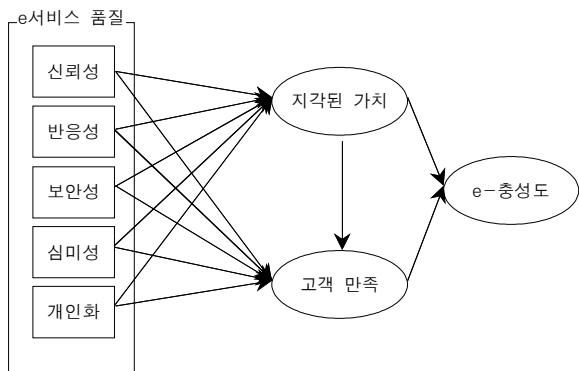 e서비스 품질
신뢰성
반응성
보안성
심미성
개인화
지각된 가치
고객 만족
e-충성도